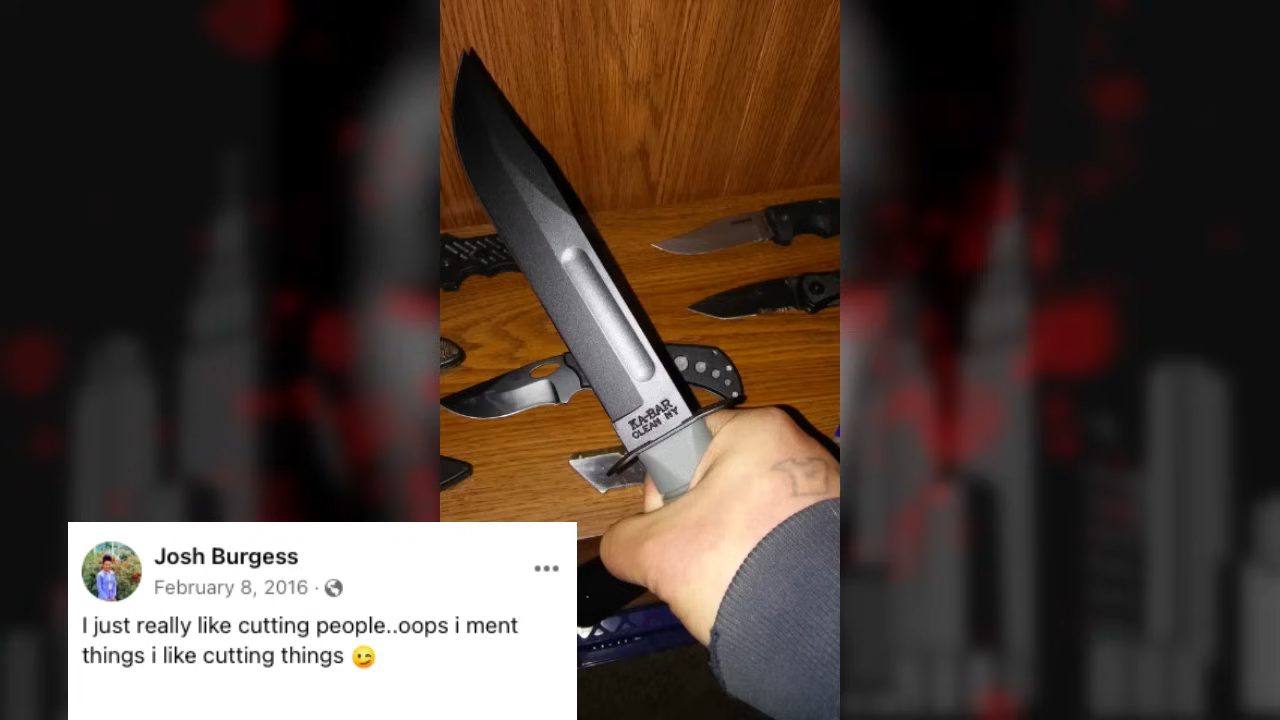 KA-BAR
OLEAN NY
Josh Burgess
February 8, 2016 ·
I just really like cutting people..oops i ment
things i like cutting things 😉